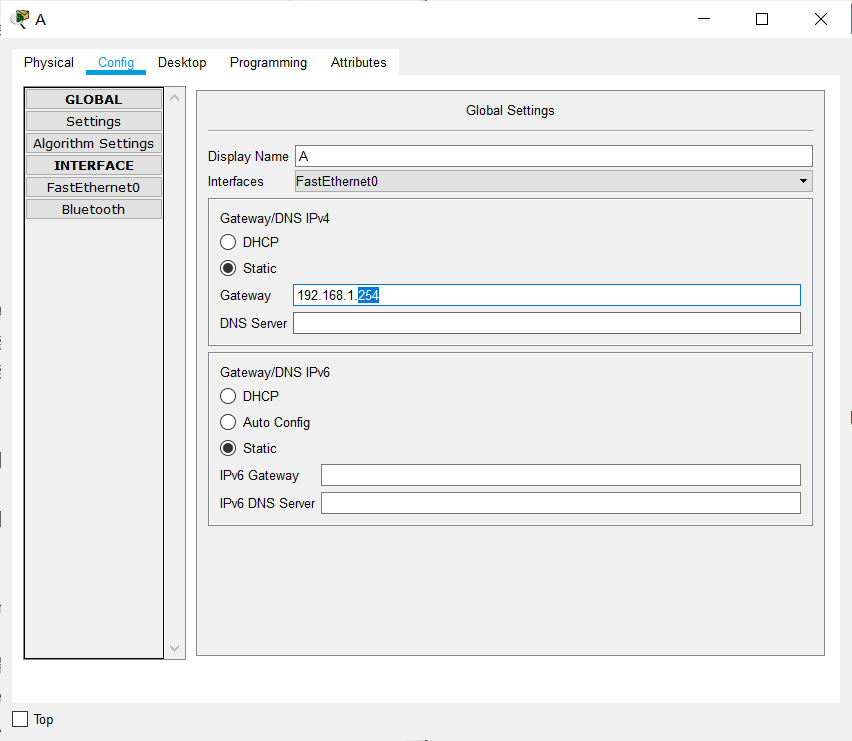 A
Physical Config Desktop Programming Attributes
GLOBAL
Settings
Algorithm Settings
INTERFACE
FastEthernet0
Bluetooth
Global Settings
Display Name A
Interfaces FastEthernet0
Gateway/DNS IPv4
DHCP
Static
Gateway 192.168.1.254
DNS Server
Gateway/DNS IPv6
DHCP
Auto Config
Static
IPv6 Gateway
IPv6 DNS Server
Top